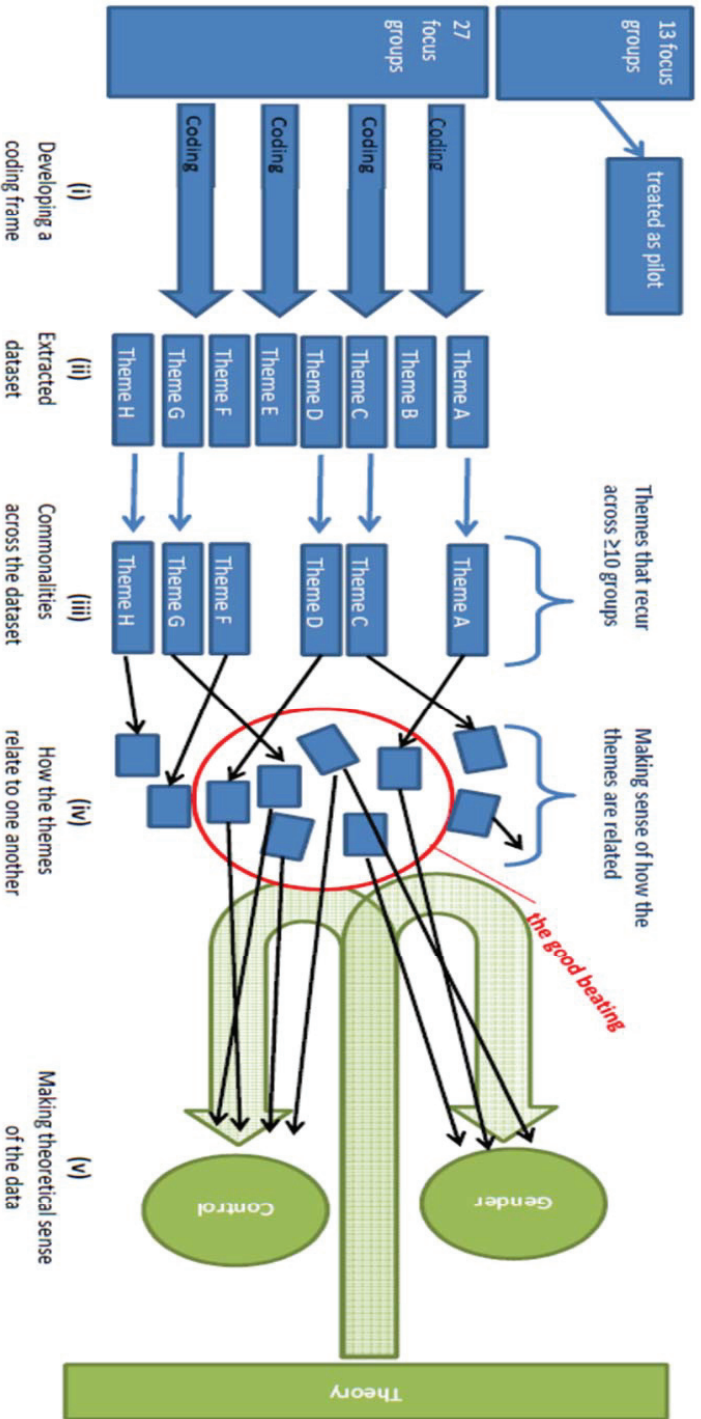 13 focus
groups
treated as pilot
27
focus
groups
Coding
Coding
Coding
Coding
Theme A
Theme B
Theme C
Theme D
Theme E
Theme F
Theme G
Theme H
Themes that recur
across ≥10 groups
Theme A
Theme C
Theme D
Theme F
Theme G
Theme H
Making sense of how the
themes are related
the good beating
Gender
Control
Theory
(i)
Developing a
coding frame
(ii)
Extracted
dataset
(iii)
Commonalities
across the dataset
(iv)
How the themes
relate to one another
(v)
Making theoretical sense
of the data